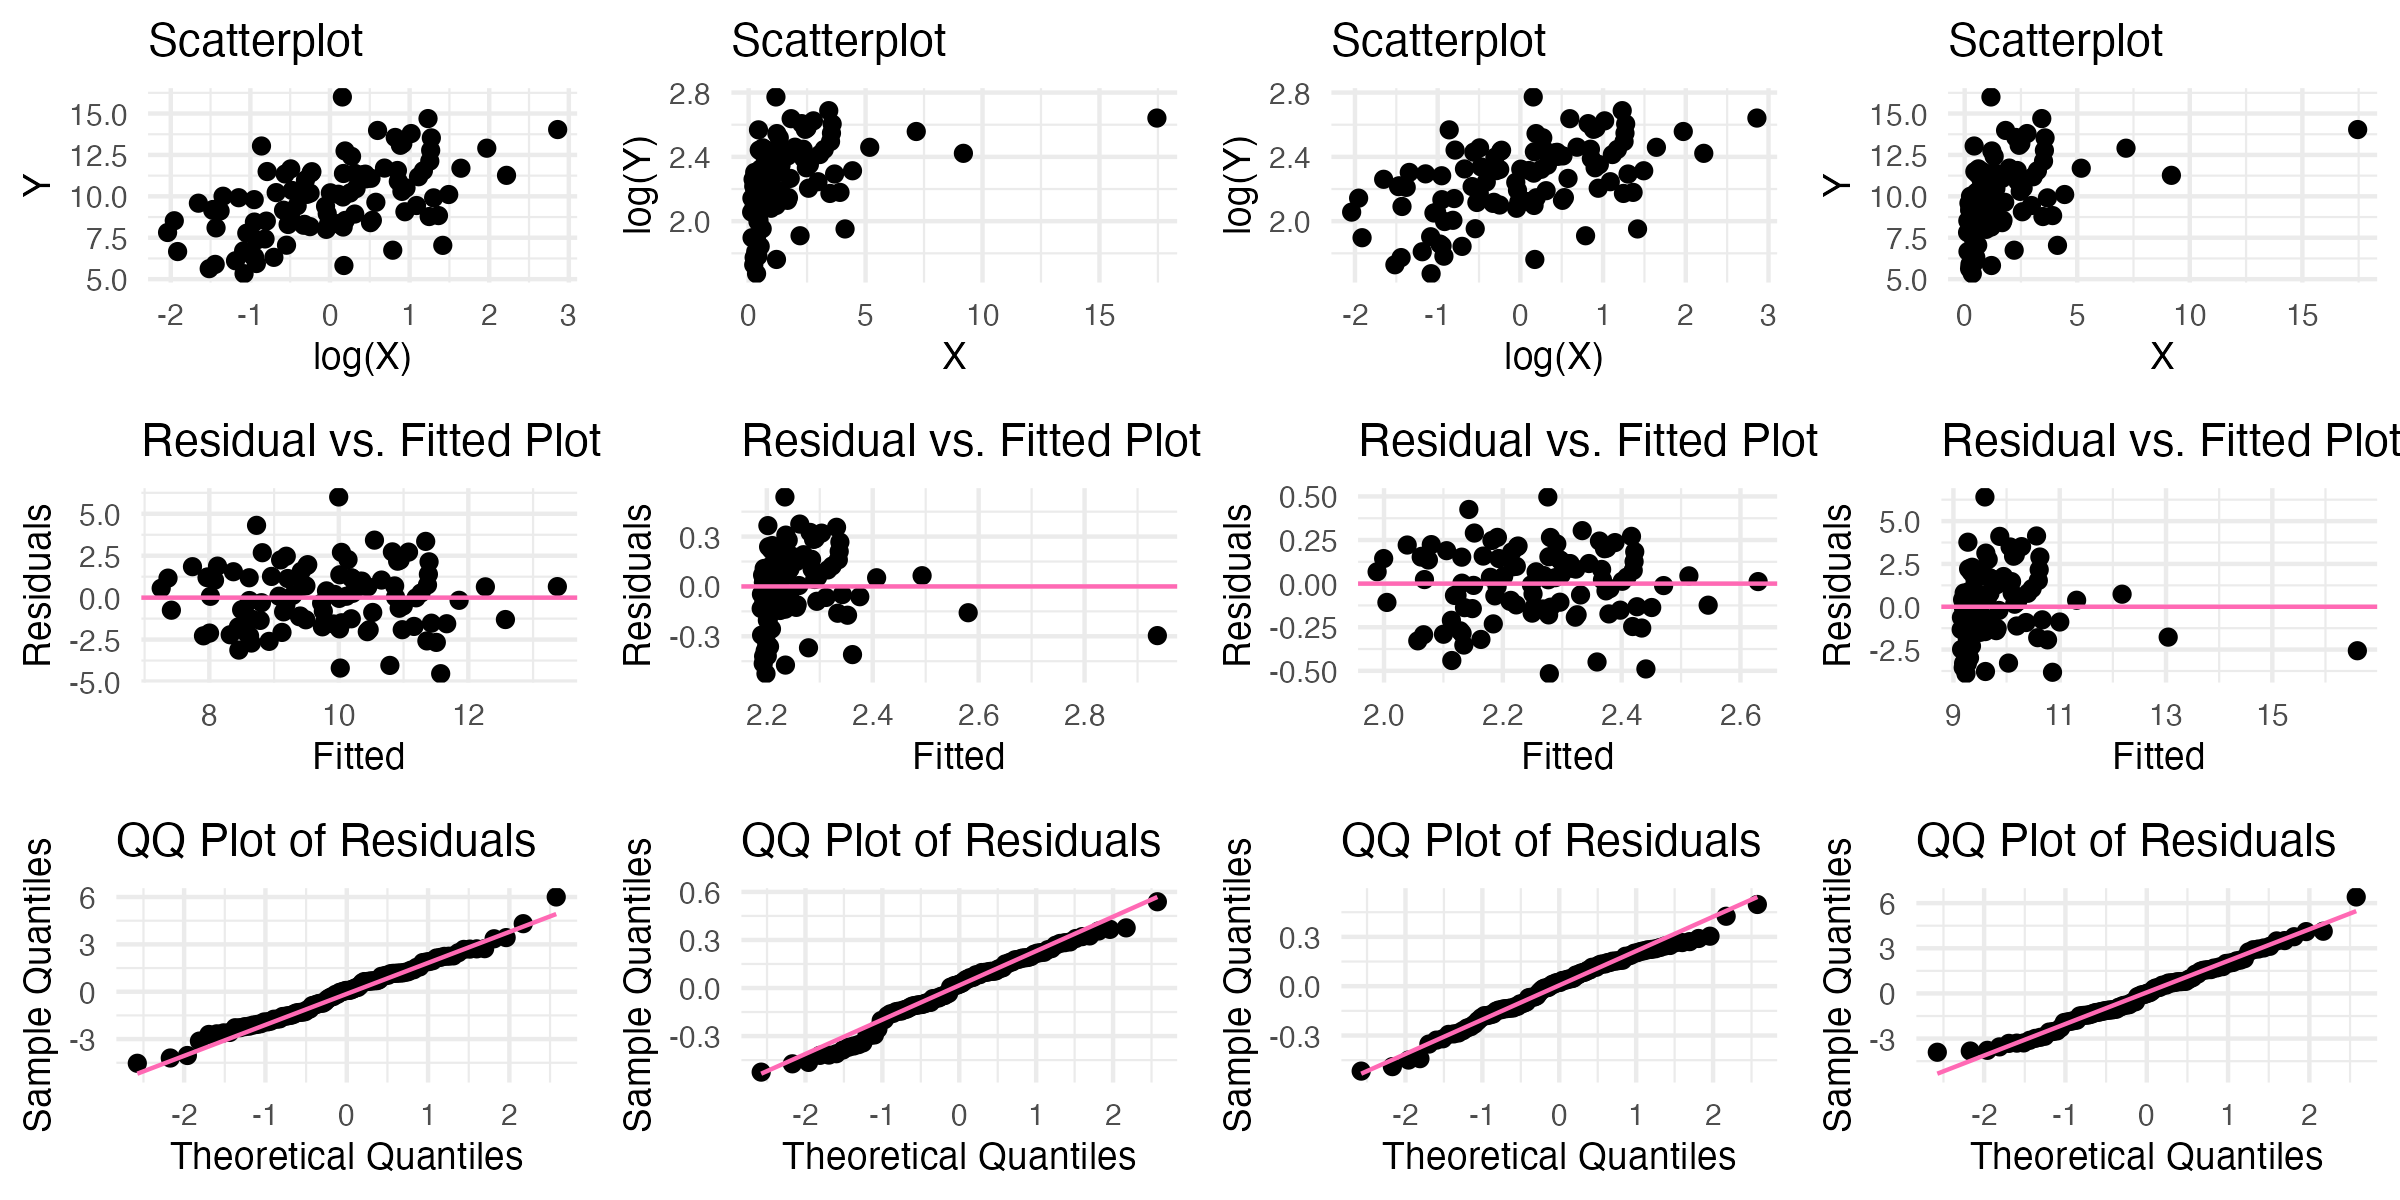 Scatterplot
Y
15.0
12.5
10.0
7.5
5.0
-2 -1 0 1 2 3
log(X)
Scatterplot
log(Y)
2.8
2.4
2.0
0 5 10 15
X
Scatterplot
log(Y)
2.8
2.4
2.0
-2 -1 0 1 2 3
log(X)
Scatterplot
Y
15.0
12.5
10.0
7.5
5.0
0 5 10 15
X
Residual vs. Fitted Plot
Residuals
5.0
2.5
0.0
-2.5
-5.0
8 10 12
Fitted
Residual vs. Fitted Plot
Residuals
0.3
0.0
-0.3
2.2 2.4 2.6 2.8
Fitted
Residual vs. Fitted Plot
Residuals
0.50
0.25
0.00
-0.25
-0.50
2.0 2.2 2.4 2.6
Fitted
Residual vs. Fitted Plot
Residuals
5.0
2.5
0.0
-2.5
9 11 13 15
Fitted
QQ Plot of Residuals
Sample Quantiles
6
3
0
-3
-2 -1 0 1 2
Theoretical Quantiles
QQ Plot of Residuals
Sample Quantiles
0.6
0.3
0.0
-0.3
-2 -1 0 1 2
Theoretical Quantiles
QQ Plot of Residuals
Sample Quantiles
0.3
0.0
-0.3
-2 -1 0 1 2
Theoretical Quantiles
QQ Plot of Residuals
Sample Quantiles
6
3
0
-3
-2 -1 0 1 2
Theoretical Quantiles